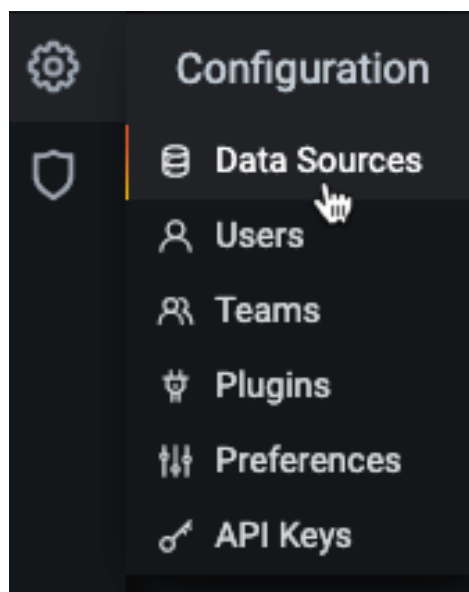 Configuration
Data Sources
Users
Teams
Plugins
Preferences
API Keys